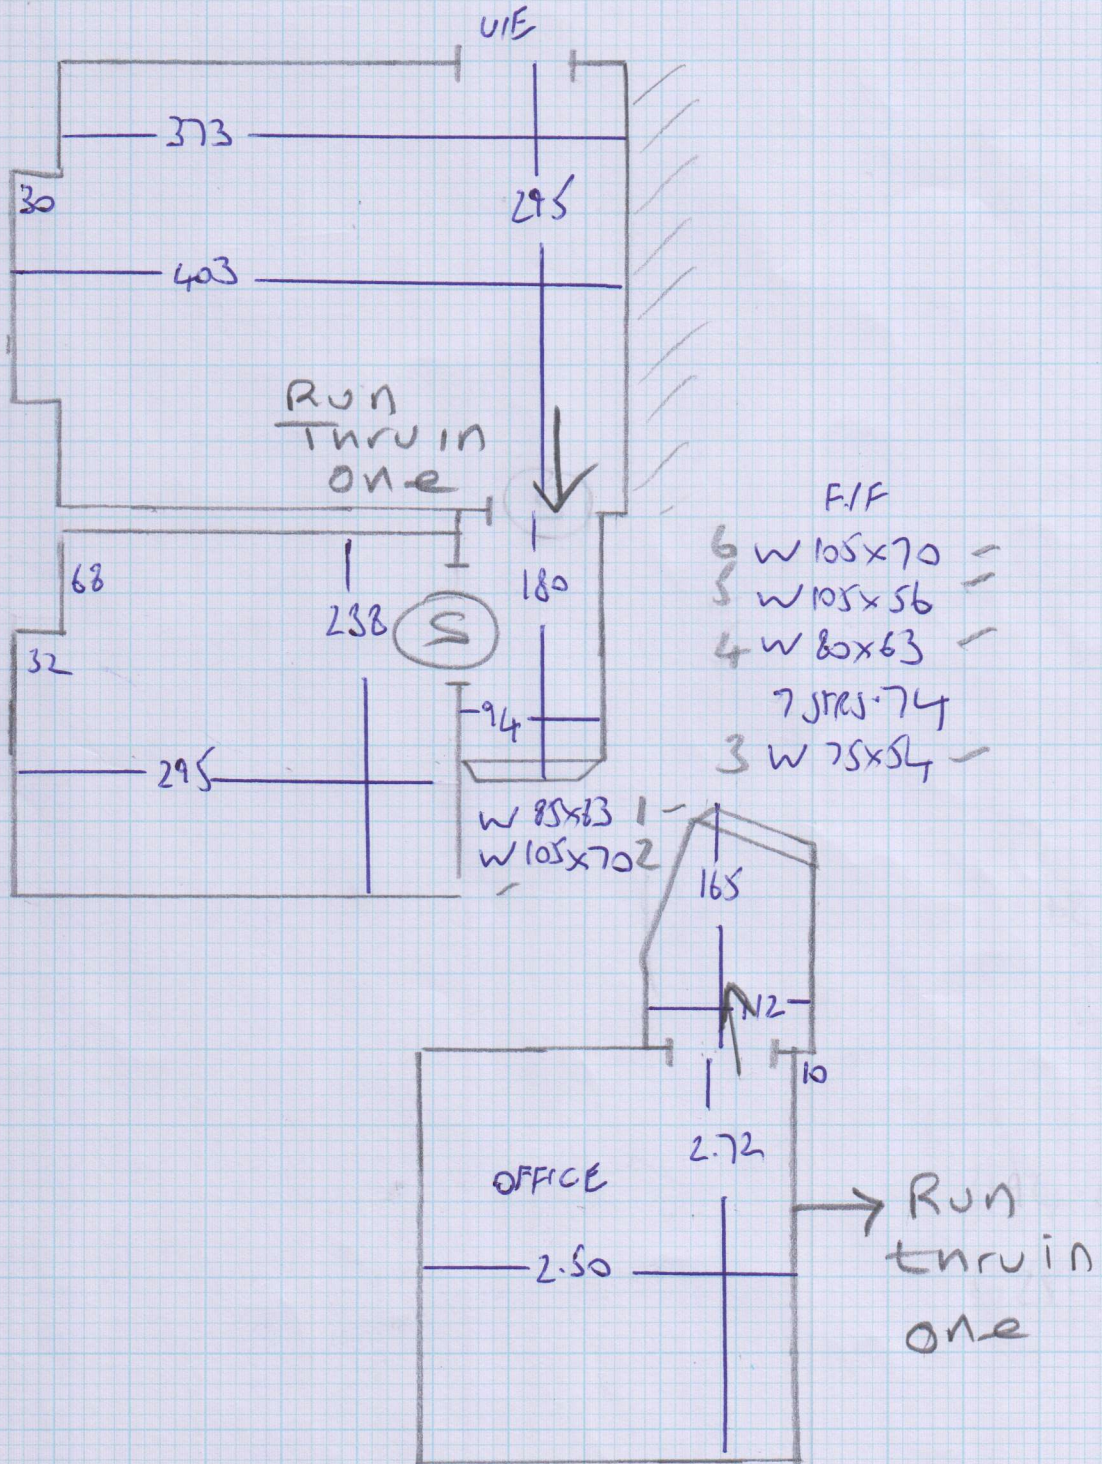 U/E
373
30
295
403
Run
Thru in
one
F/F
6 W 105x70 -
68
180
5 W 105x56 -
238
S
4 W 80x63 -
32
7 STRS. 74
94
3 W 75x54 -
295
W 85x63 1 -
W 105x70 2 -
165
112
10
2.72
OFFICE
Run
thru in
one
2.50